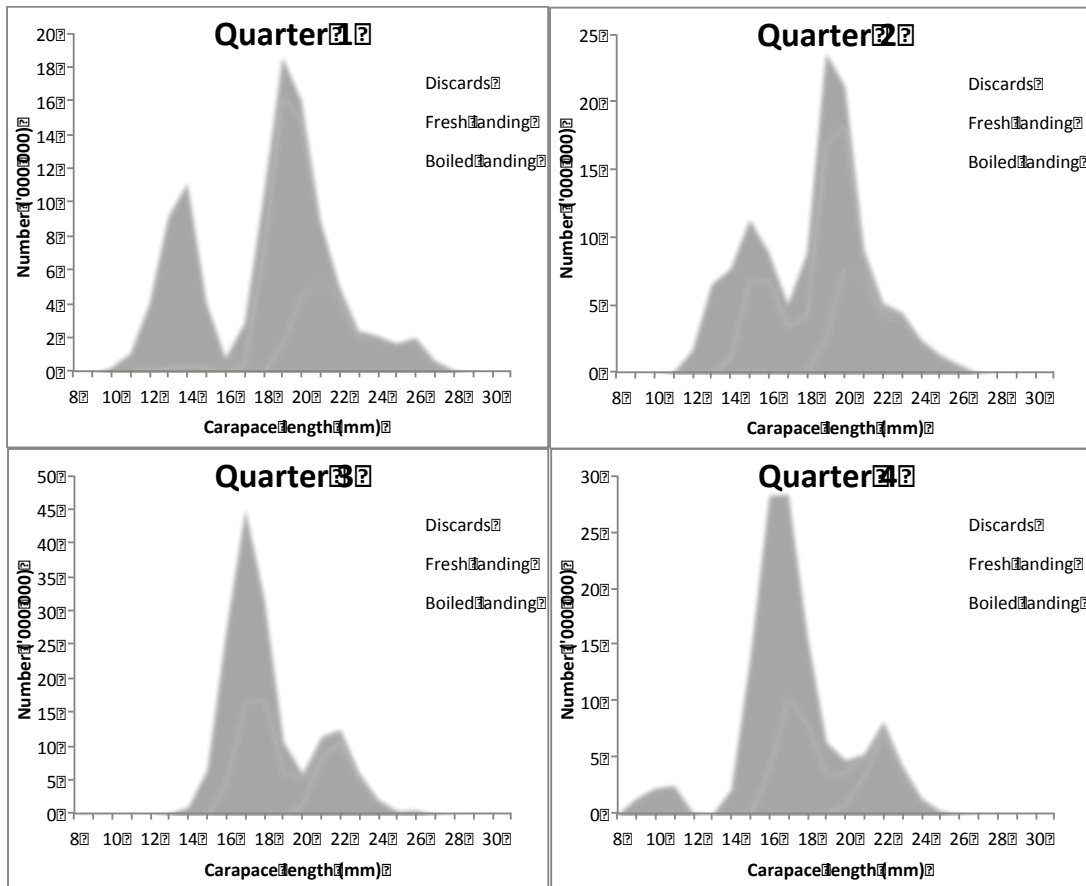 Quarter 1
20
18
16
14
12
10
8
6
4
2
0
Number ('000 000)
Discards
Fresh landing
Boiled landing
8 10 12 14 16 18 20 22 24 26 28 30
Carapace length (mm)
Quarter 2
25
20
15
10
5
0
Number ('000 000)
Discards
Fresh landing
Boiled landing
8 10 12 14 16 18 20 22 24 26 28 30
Carapace length (mm)
Quarter 3
50
45
40
35
30
25
20
15
10
5
0
Number ('000 000)
Discards
Fresh landing
Boiled landing
8 10 12 14 16 18 20 22 24 26 28 30
Carapace length (mm)
Quarter 4
30
25
20
15
10
5
0
Number ('000 000)
Discards
Fresh landing
Boiled landing
8 10 12 14 16 18 20 22 24 26 28 30
Carapace length (mm)